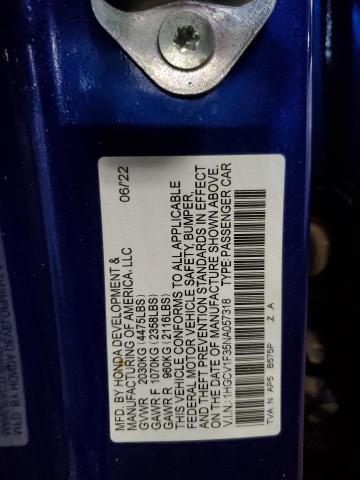 MFD. BY HONDA DEVELOPMENT &
MANUFACTURING OF AMERICA, LLC 06/22
GVWR 2030KG (4475LBS)
GAWR F 1070KG (2358LBS)
GAWR R 960KG (2116LBS)
THIS VEHICLE CONFORMS TO ALL APPLICABLE
FEDERAL MOTOR VEHICLE SAFETY, BUMPER,
AND THEFT PREVENTION STANDARDS IN EFFECT
ON THE DATE OF MANUFACTURE SHOWN ABOVE.
V.I.N.: 1HGCV1F35NA057318 TYPE:PASSENGER CAR
TVA N AP5 B575P Z A